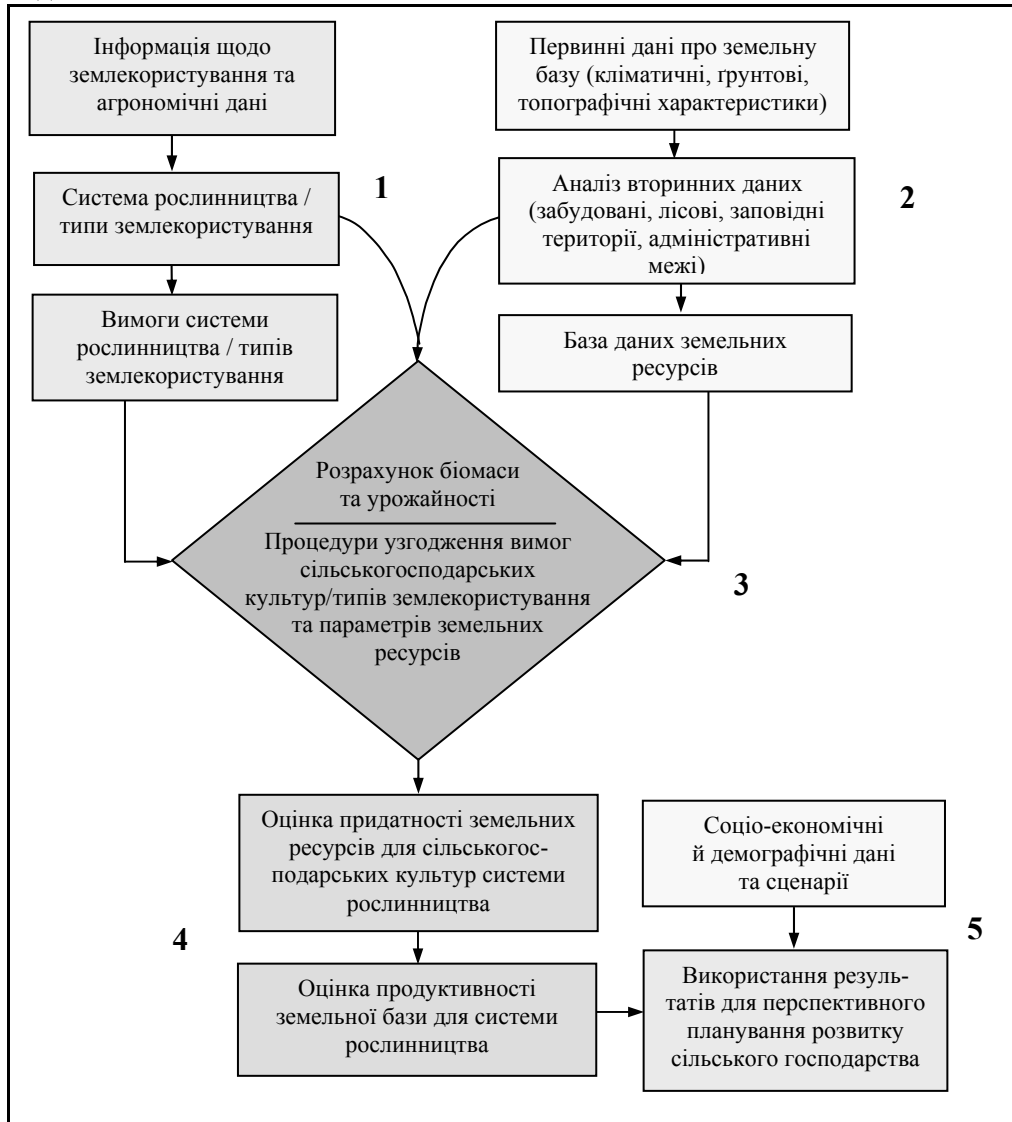 Інформація щодо
землекористування та
агрономічні дані
Первинні дані про земельну
базу (кліматичні, ґрунтові,
топографічні характеристики)
Система рослинництва /
типи землекористування
1
Аналіз вторинних даних
(забудовані, лісові, заповідні
території, адміністративні
межі)
2
Вимоги системи
рослинництва / типів
землекористування
База даних земельних
ресурсів
Розрахунок біомаси
та урожайності
Процедури узгодження вимог
сільськогосподарських
культур/типів землекористування
та параметрів земельних
ресурсів
3
Оцінка придатності земельних
ресурсів для сільськогос-
подарських культур системи
рослинництва
Соціо-економічні
й демографічні дані
та сценарії
4
5
Оцінка продуктивності
земельної бази для системи
рослинництва
Використання резуль-
татів для перспективного
планування розвитку
сільського господарства